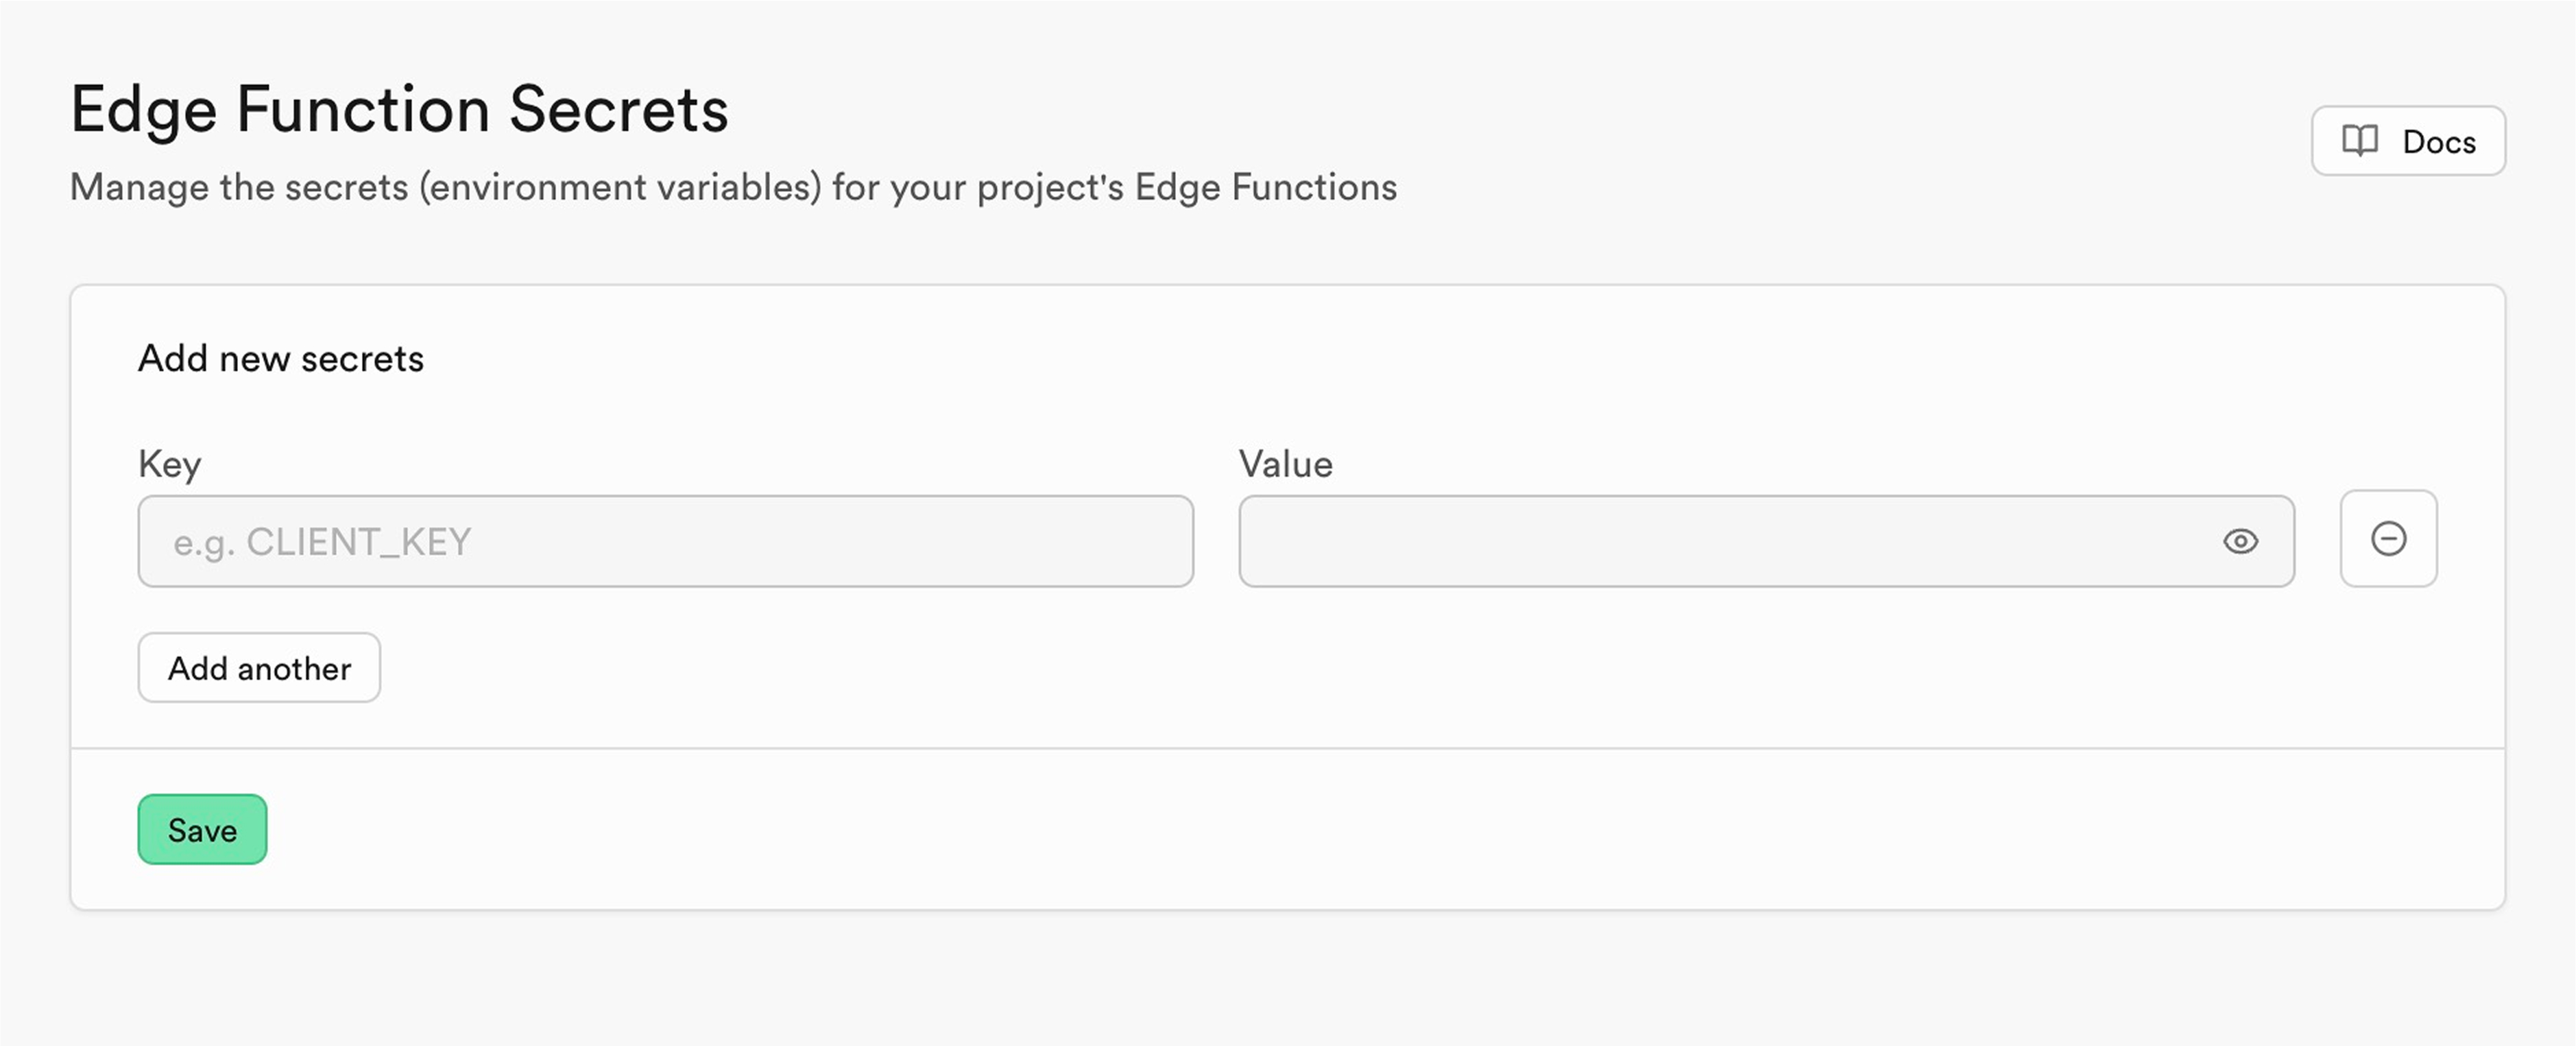 Edge Function Secrets
Manage the secrets (environment variables) for your project's Edge Functions
Docs
Add new secrets
Key
Value
e.g. CLIENT_KEY
Add another
Save